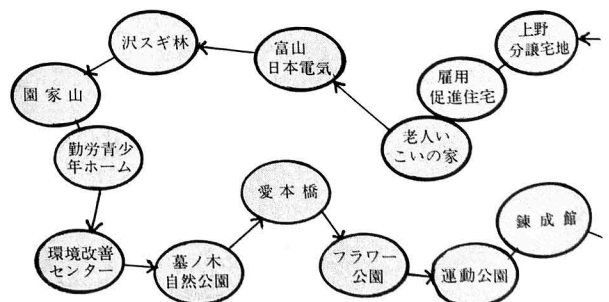 上野
分譲宅地
雇用
促進住宅
老人い
こいの家
富山
日本電気
沢スギ林
園家山
勤労青少
年ホーム
環境改善
センター
墓ノ木
自然公園
愛本橋
フラワー
公園
運動公園
錬成館